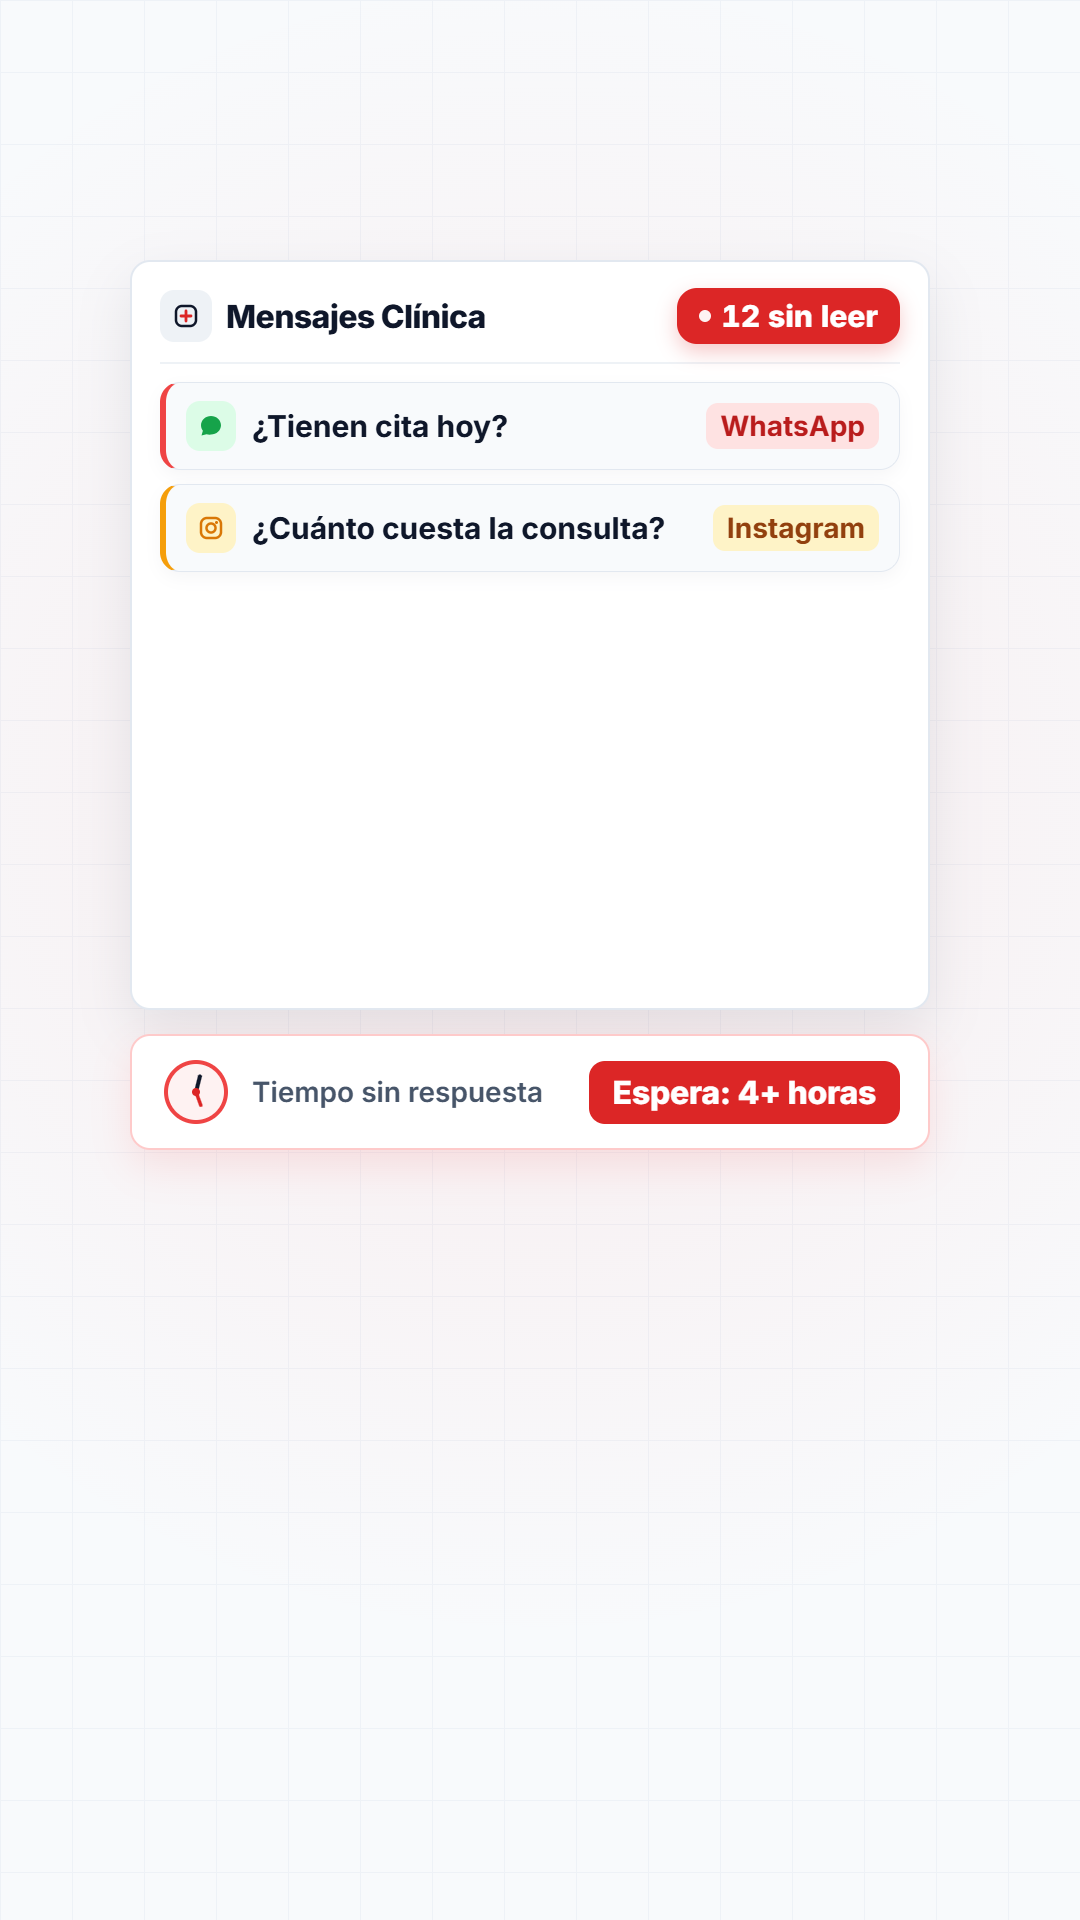 Mensajes Clínica
12 sin leer
¿Tienen cita hoy?
WhatsApp
¿Cuánto cuesta la consulta?
Instagram
Tiempo sin respuesta
Espera: 4+ horas